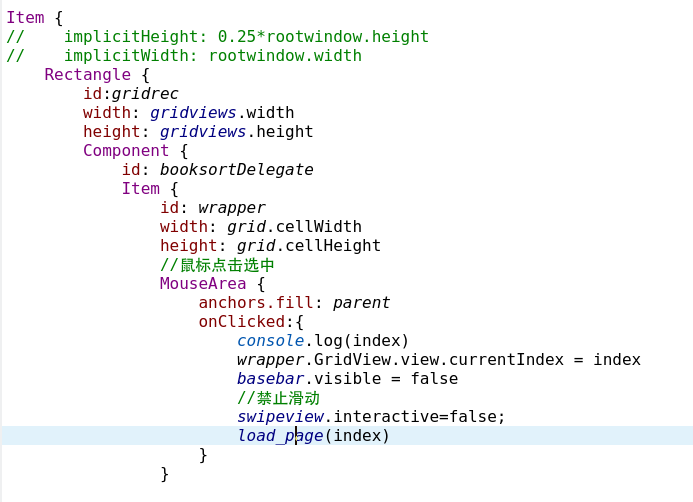 Item {
//    implicitHeight: 0.25*rootwindow.height
//    implicitWidth: rootwindow.width
    Rectangle {
        id:gridrec
        width: gridviews.width
        height: gridviews.height
        Component {
            id: booksortDelegate
            Item {
                id: wrapper
                width: grid.cellWidth
                height: grid.cellHeight
                //鼠标点击选中
                MouseArea {
                    anchors.fill: parent
                    onClicked:{
                        console.log(index)
                        wrapper.GridView.view.currentIndex = index
                        basebar.visible = false
                        //禁止滑动
                        swipeview.interactive=false;
                        load_page(index)
                    }
                }